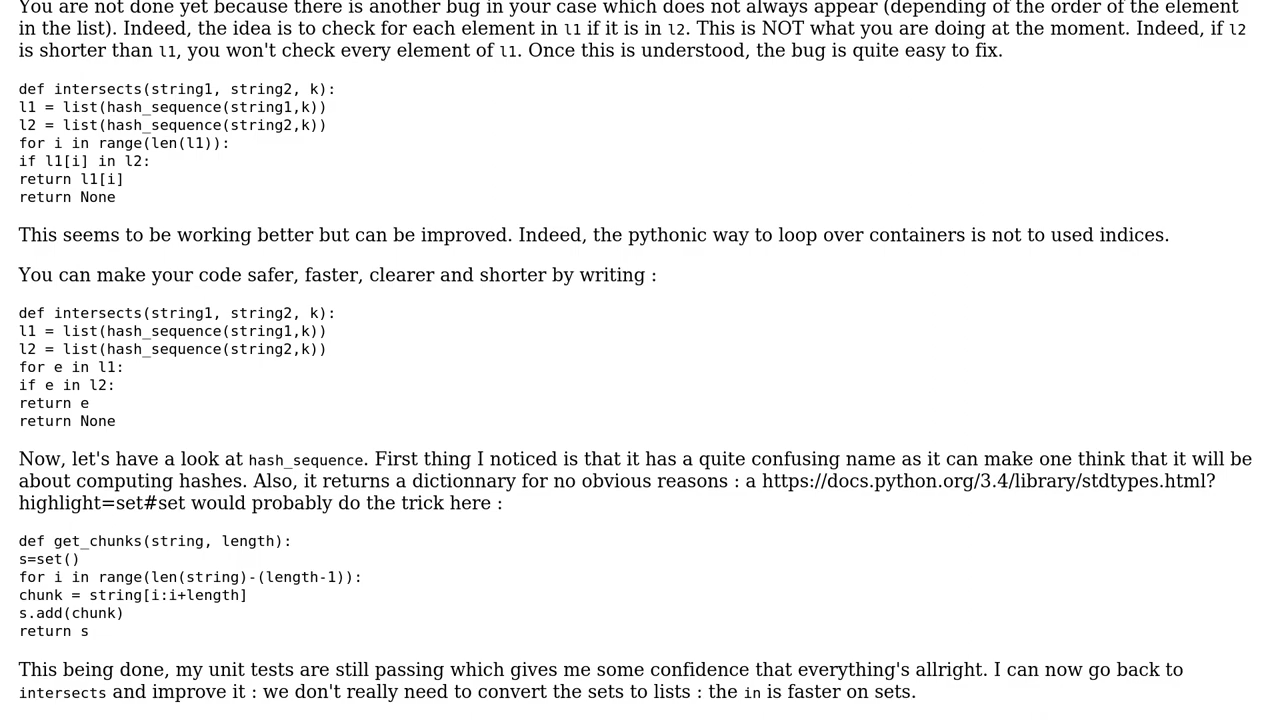 You are not done yet because there is another bug in your case which does not always appear (depending of the order of the element
in the list). Indeed, the idea is to check for each element in l1 if it is in l2. This is NOT what you are doing at the moment. Indeed, if l2
is shorter than l1, you won't check every element of l1. Once this is understood, the bug is quite easy to fix.
def intersects(string1, string2, k):
l1 = list(hash_sequence(string1,k))
l2 = list(hash_sequence(string2,k))
for i in range(len(l1)):
if l1[i] in l2:
return l1[i]
return None
This seems to be working better but can be improved. Indeed, the pythonic way to loop over containers is not to used indices.
You can make your code safer, faster, clearer and shorter by writing :
def intersects(string1, string2, k):
l1 = list(hash_sequence(string1,k))
l2 = list(hash_sequence(string2,k))
for e in l1:
if e in l2:
return e
return None
Now, let's have a look at hash_sequence. First thing I noticed is that it has a quite confusing name as it can make one think that it will be
about computing hashes. Also, it returns a dictionnary for no obvious reasons : a https://docs.python.org/3.4/library/stdtypes.html?
highlight=set#set would probably do the trick here :
def get_chunks(string, length):
s=set()
for i in range(len(string)-(length-1)):
chunk = string[i:i+length]
s.add(chunk)
return s
This being done, my unit tests are still passing which gives me some confidence that everything's allright. I can now go back to
intersects and improve it : we don't really need to convert the sets to lists : the in is faster on sets.